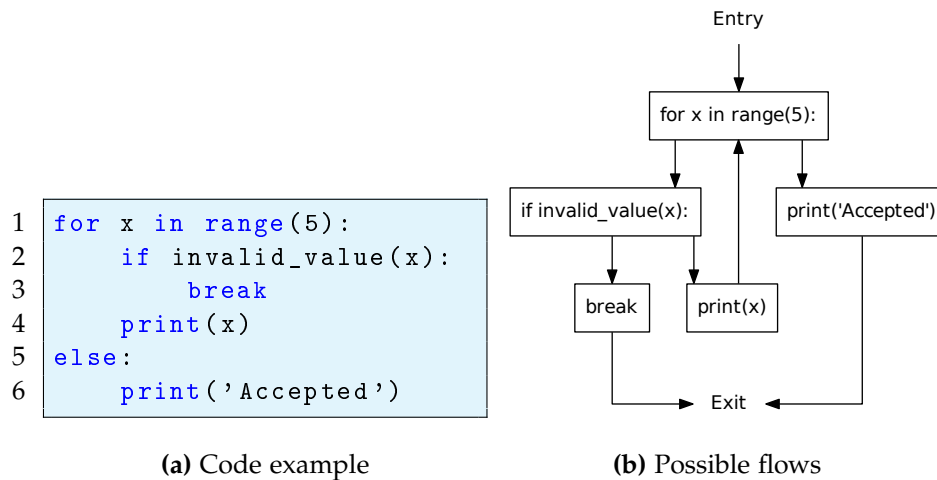 1 for x in range(5):
2     if invalid_value(x):
3         break
4     print(x)
5 else:
6     print('Accepted')
(a) Code example
Entry
for x in range(5):
if invalid_value(x):
print('Accepted')
break
print(x)
Exit
(b) Possible flows